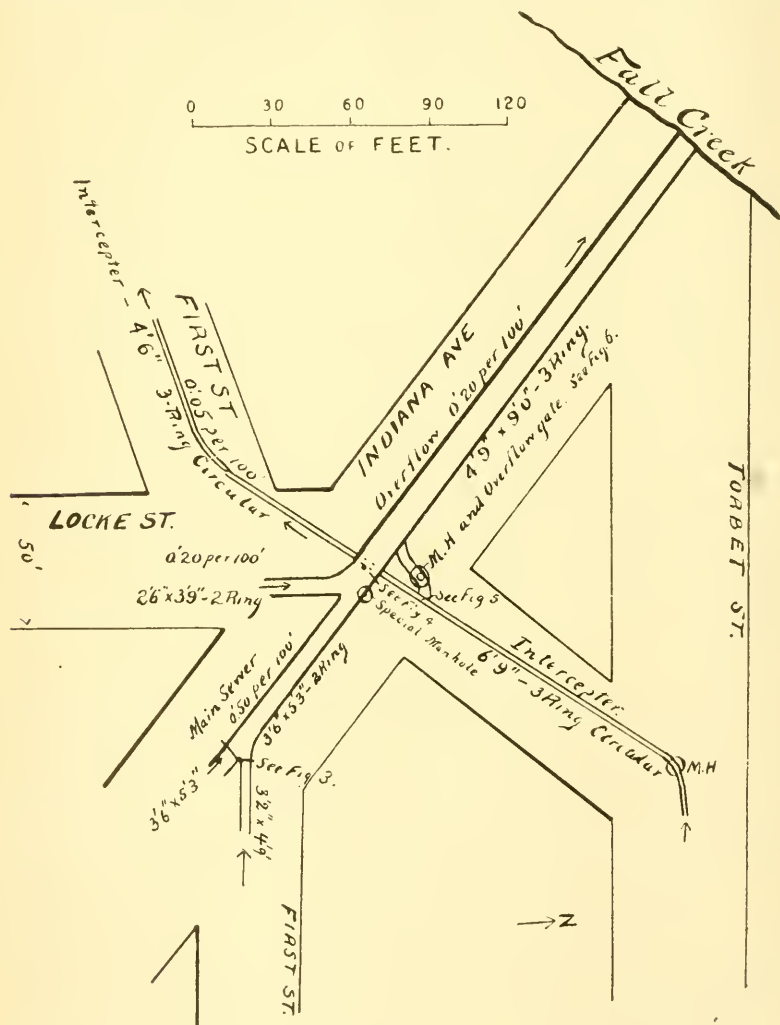 Fall Creek
0 30 60 90 120
SCALE OF FEET.
Intercepter - 4'6" 3-Ring Circular
FIRST ST
0.05 per 100'
INDIANA AVE
Overflow 0'20 per 100'
4'9" x 9'0" - 3 Ring.
M.H and Overflow gate. See Fig. 6.
TORBET ST.
LOCKE ST.
50'
0'20 per 100'
2'6" x 3'9" - 2 Ring
See Fig 4
Special Manhole
See Fig 5
Intercepter.
6'9" - 3 Ring Circular
M.H
Main Sewer
0'50 per 100'
3'6" x 5'3" - 2 Ring
3'6" x 5'3"
See Fig 3.
3'2" x 4'9"
FIRST ST.
Z